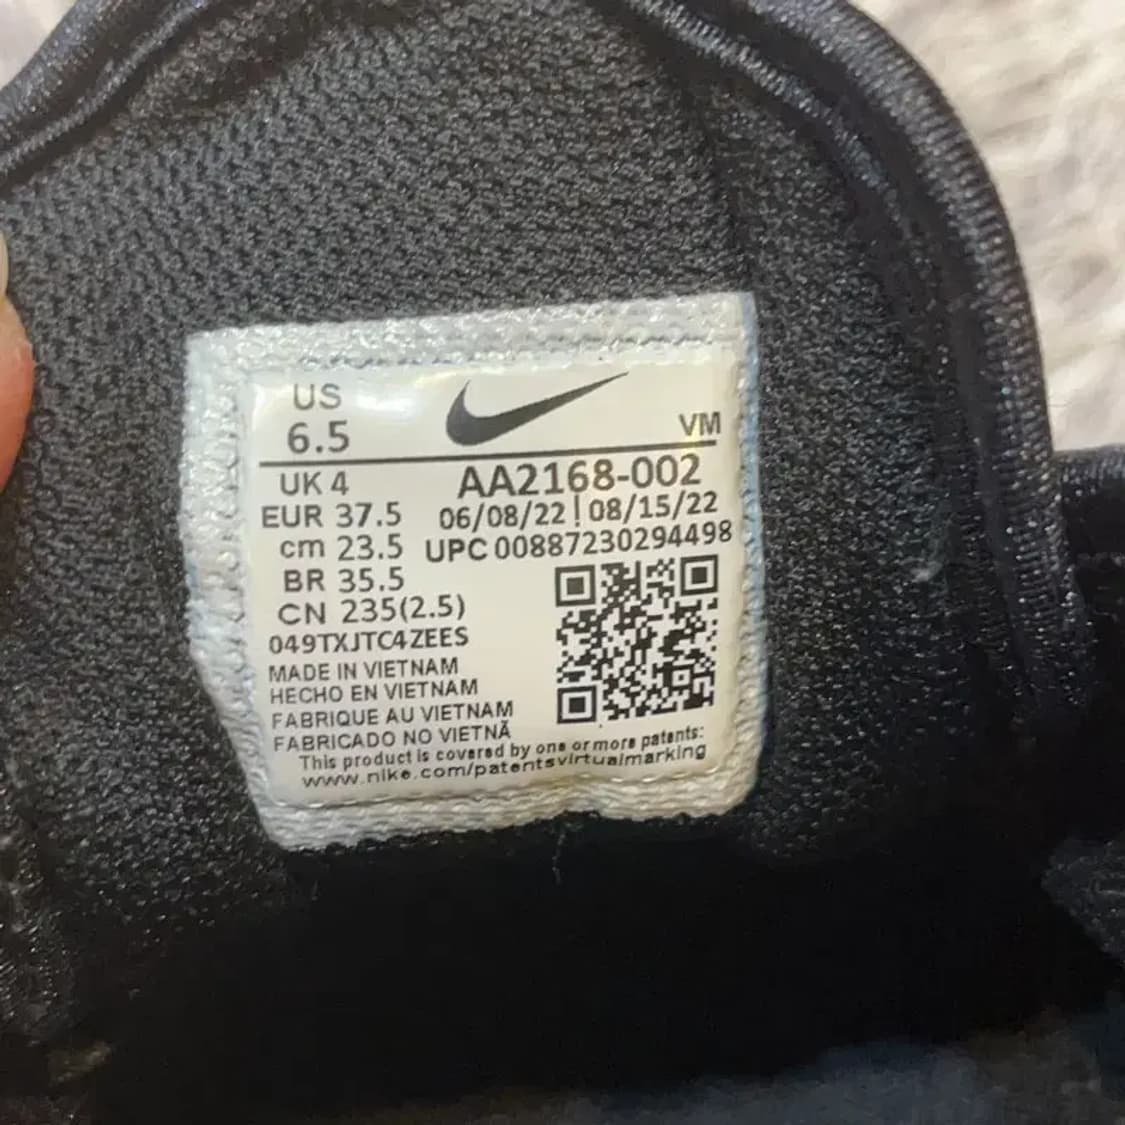 US
6.5
VM
UK 4
AA2168-002
EUR 37.5
06/08/22 | 08/15/22
cm 23.5
UPC 00887230294498
BR 35.5
CN 235(2.5)
049TXJTC4ZEES
MADE IN VIETNAM
HECHO EN VIETNAM
FABRIQUE AU VIETNAM
FABRICADO NO VIETNÃ
This product is covered by one or more patents:
www.nike.com/patentsvirtualmarking